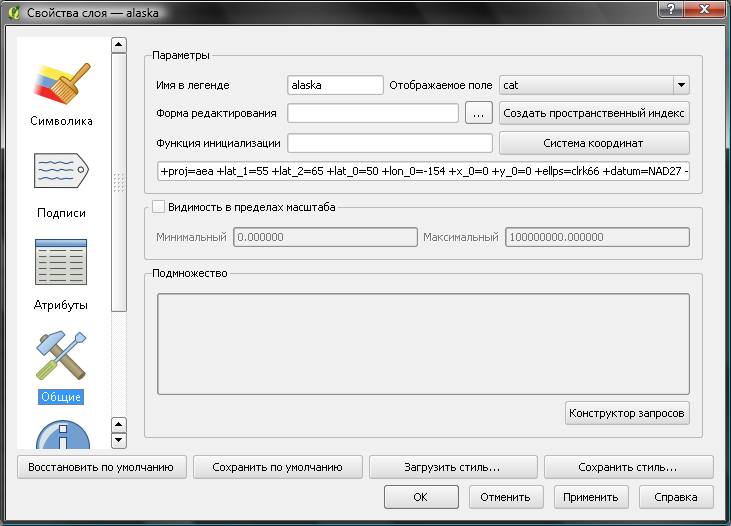 Свойства слоя — alaska
Символика
Подписи
Атрибуты
Общие
Параметры
Имя в легенде alaska Отображаемое поле cat
Форма редактирования ... Создать пространственный индекс
Функция инициализации Система координат
+proj=aea +lat_1=55 +lat_2=65 +lat_0=50 +lon_0=-154 +x_0=0 +y_0=0 +ellps=clrk66 +datum=NAD27 -
Видимость в пределах масштаба
Минимальный 0.000000 Максимальный 100000000.000000
Подмножество
Конструктор запросов
Восстановить по умолчанию Сохранить по умолчанию Загрузить стиль... Сохранить стиль...
OK Отменить Применить Справка